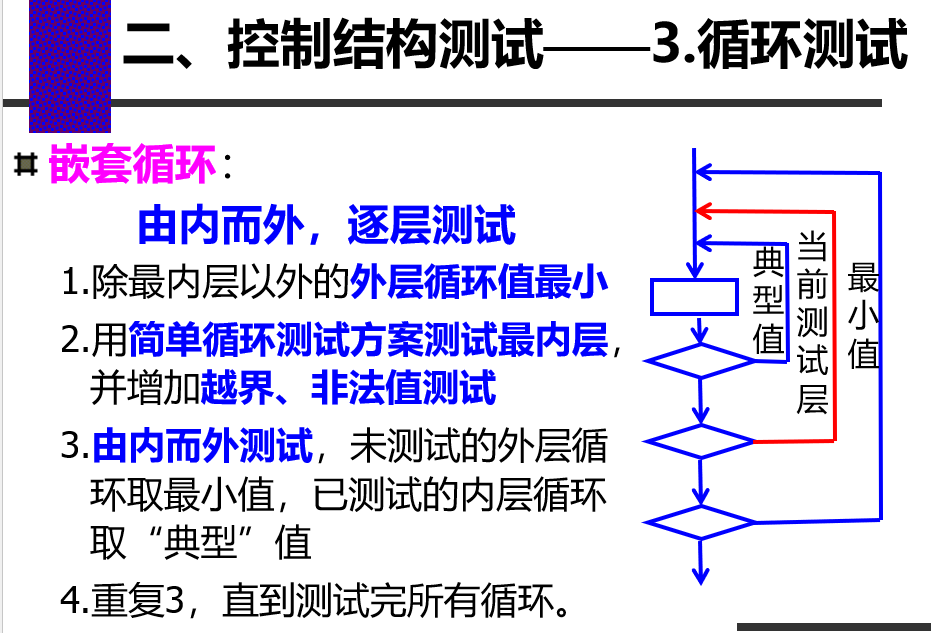 二、控制结构测试——3.循环测试
嵌套循环：
由内而外，逐层测试
1.除最内层以外的外层循环值最小
2.用简单循环测试方案测试最内层，
并增加越界、非法值测试
3.由内而外测试，未测试的外层循
环取最小值，已测试的内层循环
取“典型”值
4.重复3，直到测试完所有循环。
典型值
当前测试层
最小值